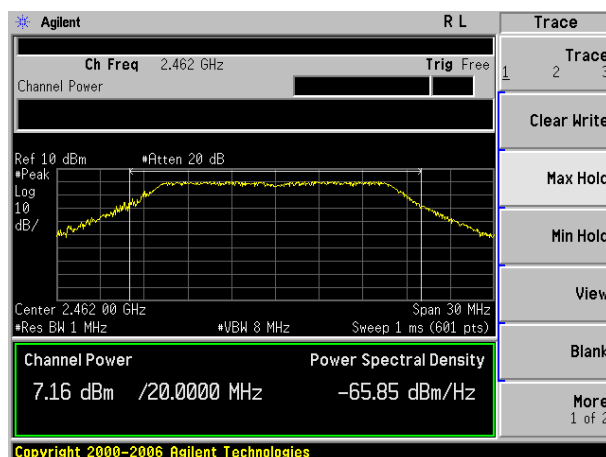 Agilent R L Trace
Ch Freq 2.462 GHz Trig Free
Channel Power
Trace
1 2 3
Clear Write
Max Hold
Min Hold
View
Blank
More
1 of 2
Ref 10 dBm #Atten 20 dB
#Peak
Log
10
dB/
Center 2.462 00 GHz Span 30 MHz
#Res BW 1 MHz #VBW 8 MHz Sweep 1 ms (601 pts)
Channel Power Power Spectral Density
7.16 dBm /20.0000 MHz -65.85 dBm/Hz
Copyright 2000-2006 Agilent Technologies